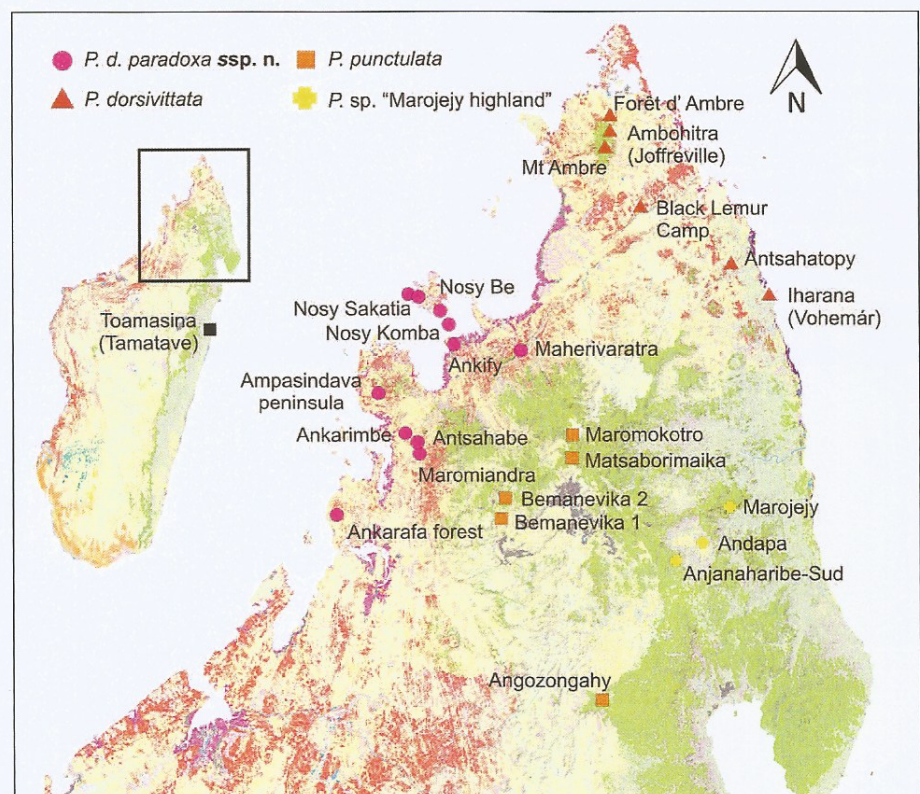 P. d. paradoxa ssp. n.
P. punctulata
P. dorsivittata
P. sp. “Marojejy highland”
N
Forêt d’ Ambre
Ambohitra
(Joffreville)
Mt Ambre
Black Lemur
Camp
Antsahatopy
Nosy Be
Iharana
(Vohemár)
Nosy Sakatia
Toamasina
(Tamatave)
Nosy Komba
Maherivaratra
Ankify
Ampasindava
peninsula
Ankarimbe
Antsahabe
Maromokotro
Matsaborimaika
Maromiandra
Bemanevika 2
Marojejy
Bemanevika 1
Ankarafa forest
Andapa
Anjanaharibe-Sud
Angozongahy